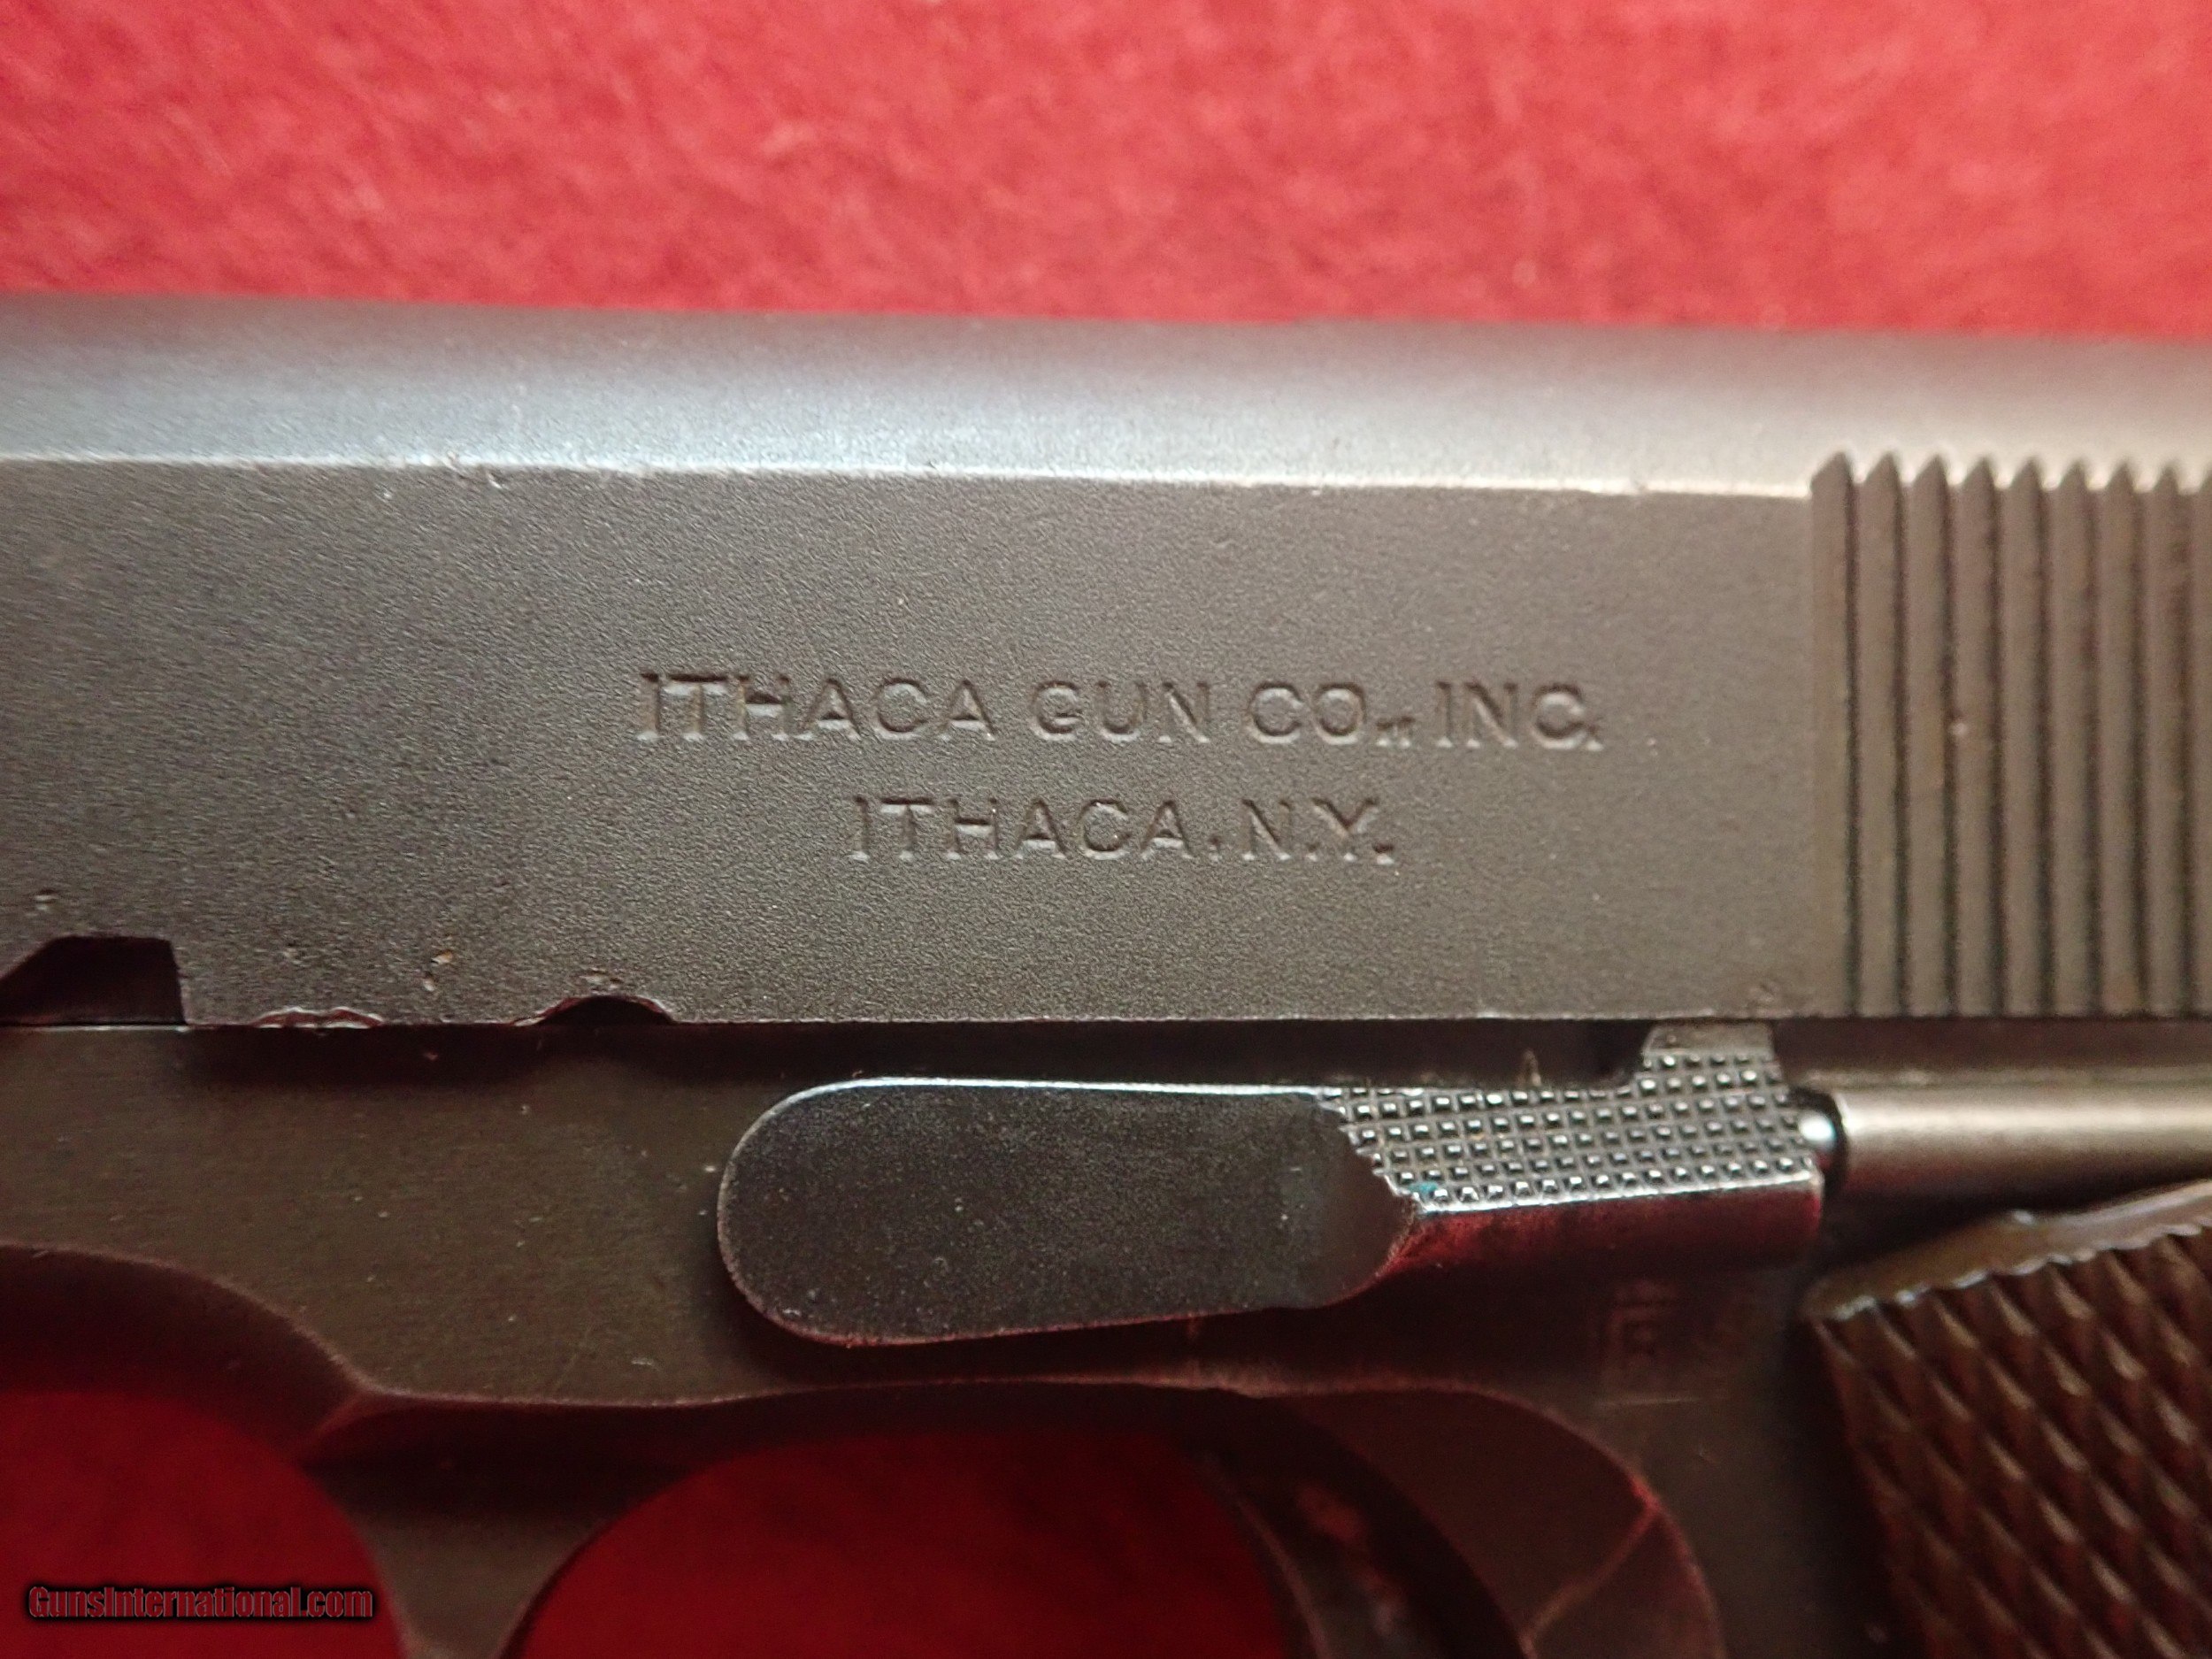 ITHACA GUN CO., INC.
ITHACA, N.Y.
GunsInternational.com